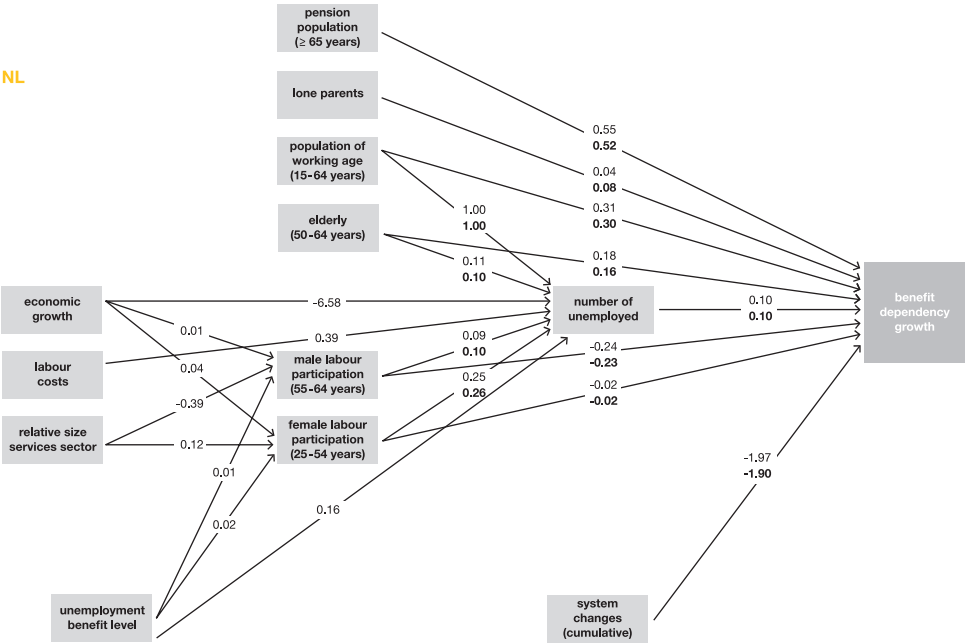 pension
population
(≥ 65 years)
NL
lone parents
0.55
0.52
population of
working age
(15-64 years)
0.04
0.08
0.31
0.30
1.00
1.00
elderly
(50-64 years)
0.11
0.10
0.18
0.16
economic
growth
-6.58
number of
unemployed
0.10
0.10
benefit
dependency
growth
0.01
0.39
0.09
0.10
-0.24
-0.23
labour
costs
0.04
male labour
participation
(55-64 years)
0.25
0.26
-0.02
-0.02
-0.39
relative size
services sector
0.12
female labour
participation
(25-54 years)
0.01
-1.97
-1.90
0.02
0.16
unemployment
benefit level
system
changes
(cumulative)